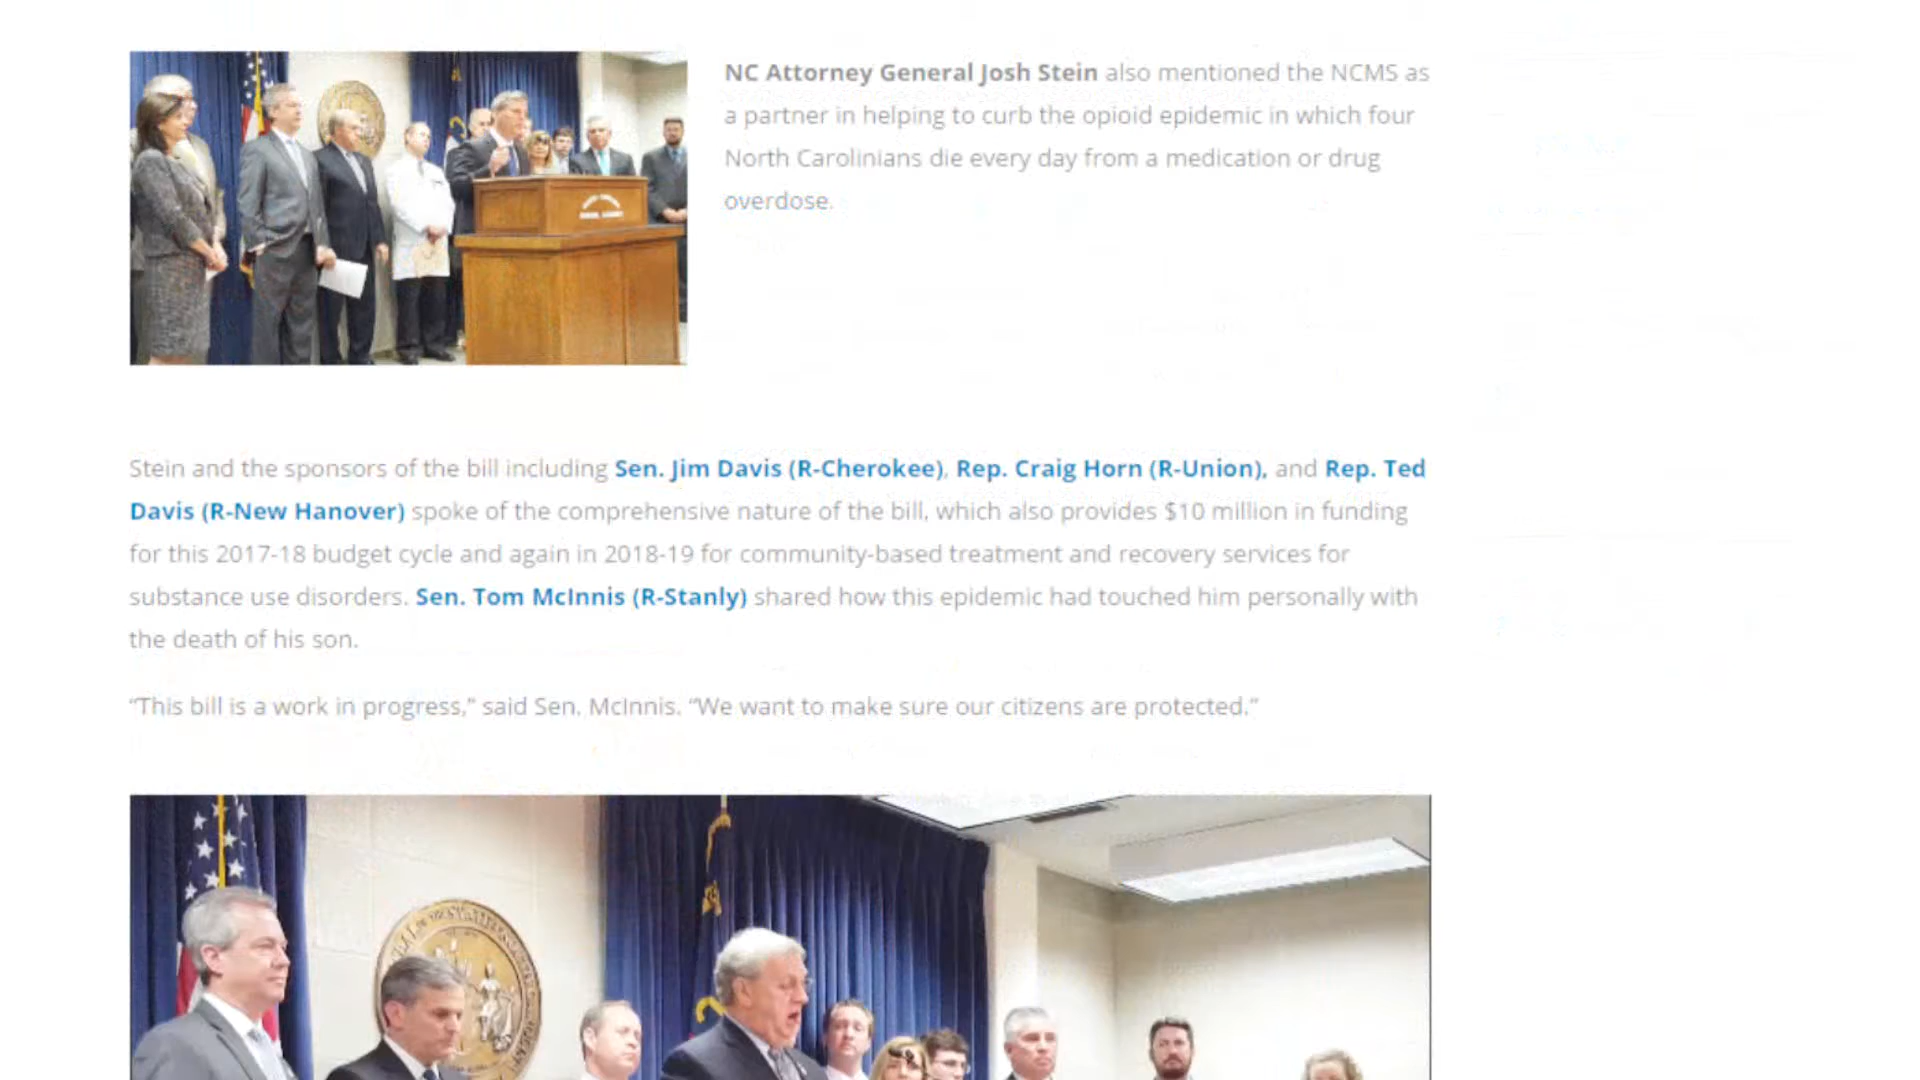 NC Attorney General Josh Stein also mentioned the NCMS as
a partner in helping to curb the opioid epidemic in which four
North Carolinians die every day from a medication or drug
overdose.
Stein and the sponsors of the bill including Sen. Jim Davis (R-Cherokee), Rep. Craig Horn (R-Union), and Rep. Ted
Davis (R-New Hanover) spoke of the comprehensive nature of the bill, which also provides $10 million in funding
for this 2017-18 budget cycle and again in 2018-19 for community-based treatment and recovery services for
substance use disorders. Sen. Tom McInnis (R-Stanly) shared how this epidemic had touched him personally with
the death of his son.
“This bill is a work in progress,” said Sen. McInnis. “We want to make sure our citizens are protected.”